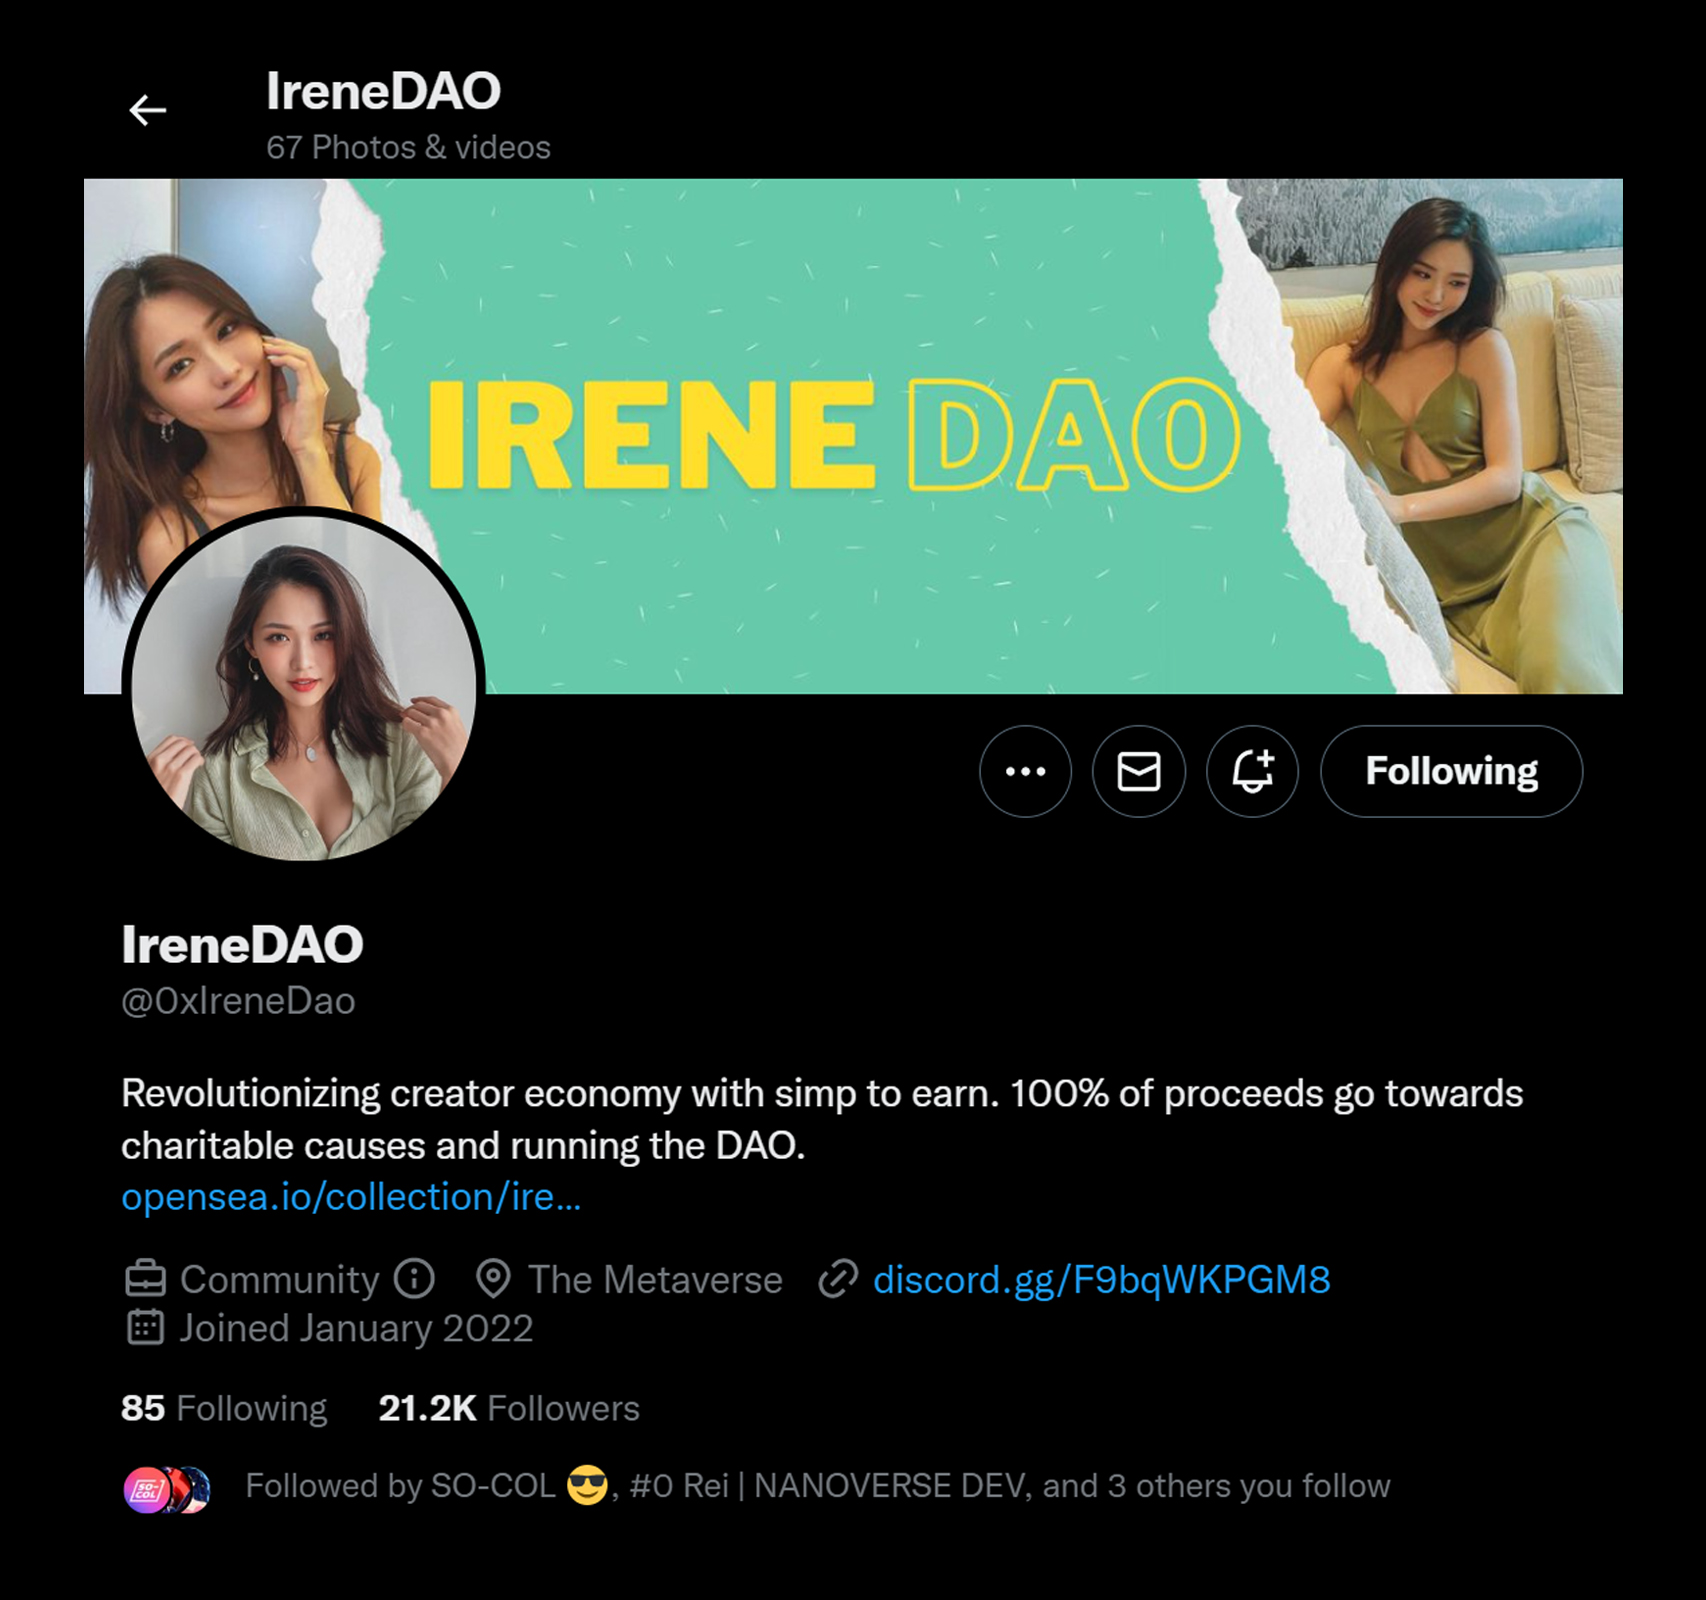 IreneDAO
67 Photos & videos
IRENE DAO
Following
IreneDAO
@0xIreneDao
Revolutionizing creator economy with simp to earn. 100% of proceeds go towards
charitable causes and running the DAO.
opensea.io/collection/ire...
Community The Metaverse discord.gg/F9bqWKPGM8
Joined January 2022
85 Following 21.2K Followers
SO-COL
Followed by SO-COL 😎, #0 Rei | NANOVERSE DEV, and 3 others you follow